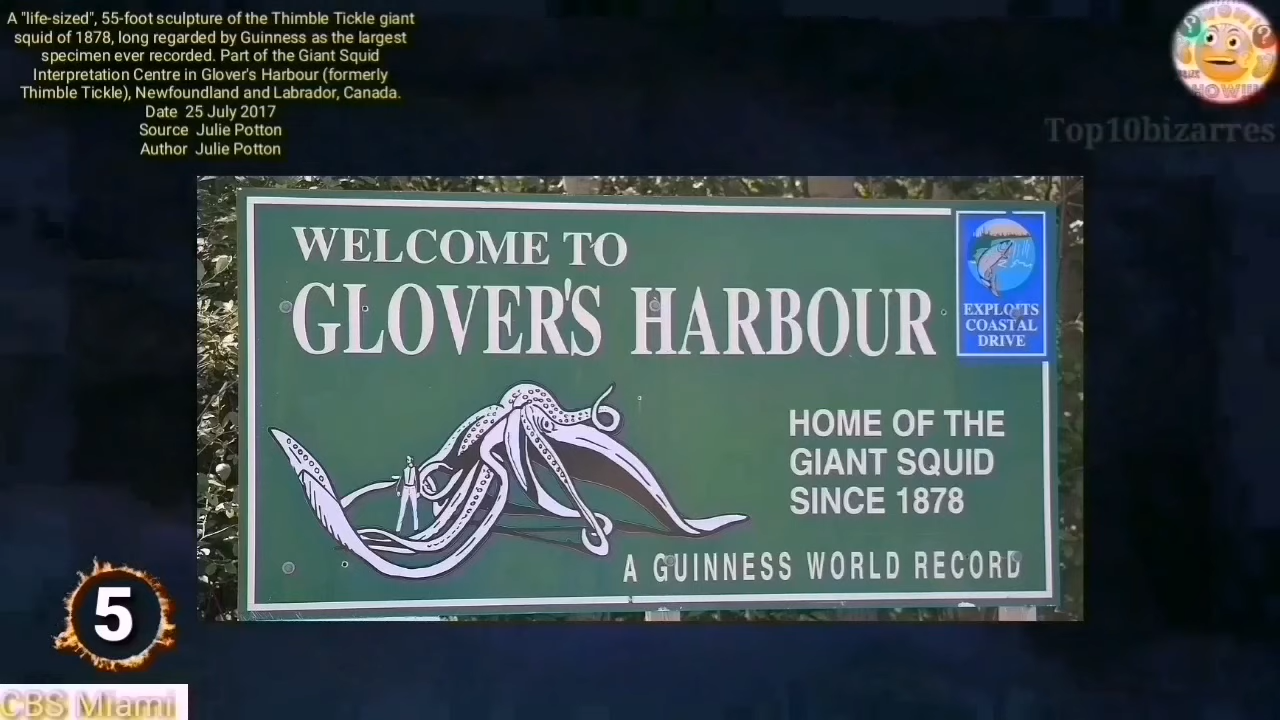 A "life-sized", 55-foot sculpture of the Thimble Tickle giant
squid of 1878, long regarded by Guinness as the largest
specimen ever recorded. Part of the Giant Squid
Interpretation Centre in Glover's Harbour (formerly
Thimble Tickle), Newfoundland and Labrador, Canada.
Date 25 July 2017
Source Julie Potton
Author Julie Potton
Top10bizarres
WELCOME TO
GLOVER'S HARBOUR
EXPLOITS
COASTAL
DRIVE
HOME OF THE
GIANT SQUID
SINCE 1878
A GUINNESS WORLD RECORD
5
CBS Miami